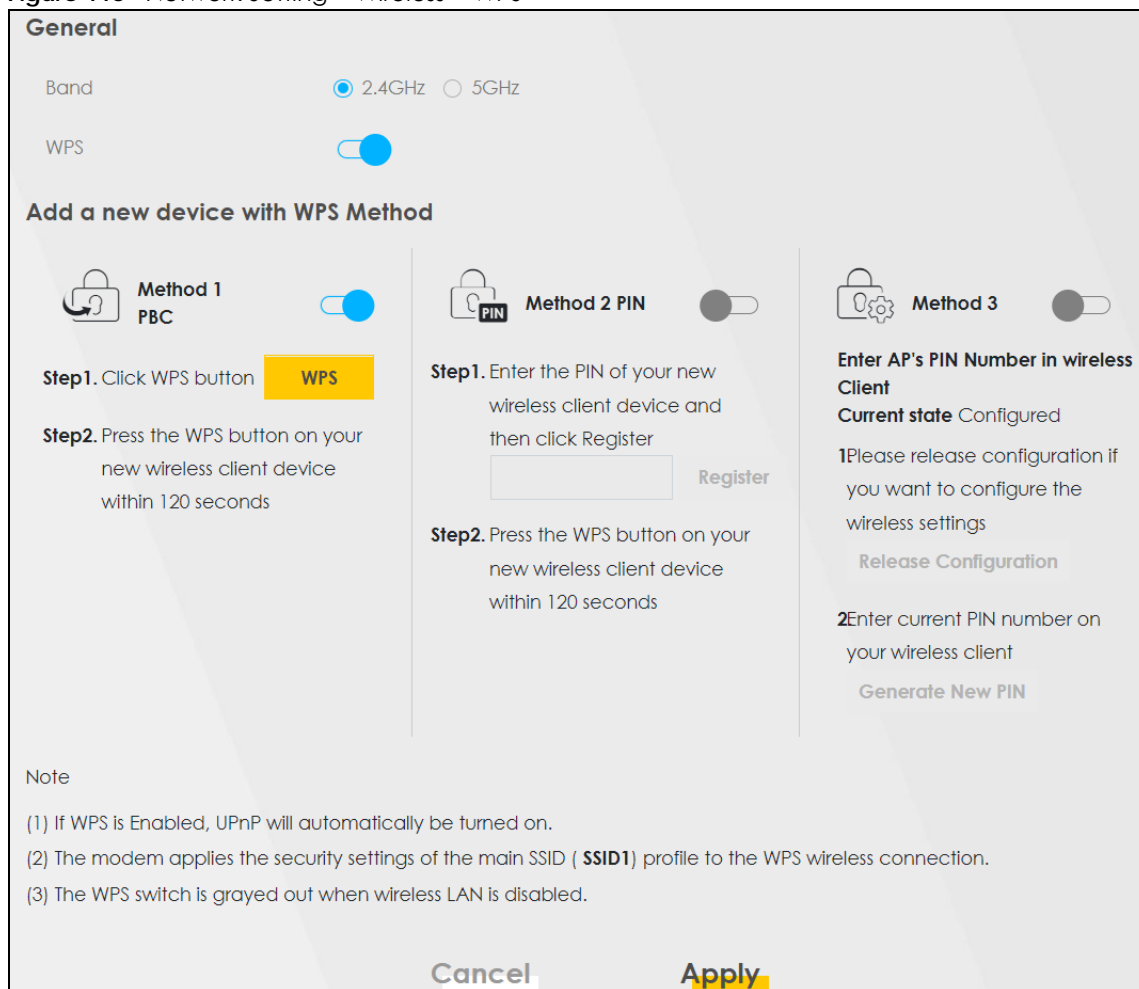 General
Band 2.4GHz 5GHz
WPS
Add a new device with WPS Method
Method 1
PBC
Step1. Click WPS button WPS
Step2. Press the WPS button on your
new wireless client device
within 120 seconds
PIN Method 2 PIN
Step1. Enter the PIN of your new
wireless client device and
then click Register
Register
Step2. Press the WPS button on your
new wireless client device
within 120 seconds
Method 3
Enter AP's PIN Number in wireless
Client
Current state Configured
1Please release configuration if
you want to configure the
wireless settings
Release Configuration
2Enter current PIN number on
your wireless client
Generate New PIN
Note
(1) If WPS is Enabled, UPnP will automatically be turned on.
(2) The modem applies the security settings of the main SSID ( SSID1) profile to the WPS wireless connection.
(3) The WPS switch is grayed out when wireless LAN is disabled.
Cancel Apply